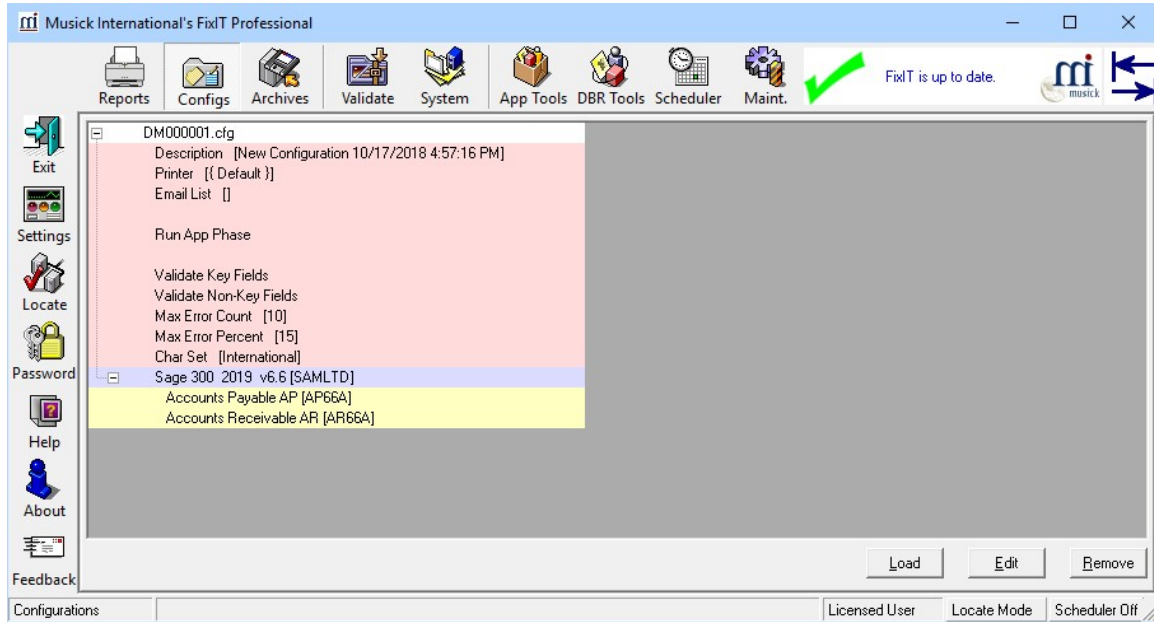 Musick International's FixIT Professional
Reports
Configs
Archives
Validate
System
App Tools
DBR Tools
Scheduler
Maint.
FixIT is up to date.
mi
musick
Exit
Settings
Locate
Password
Help
About
Feedback
DM000001.cfg
Description [New Configuration 10/17/2018 4:57:16 PM]
Printer [{ Default }]
Email List []
Run App Phase
Validate Key Fields
Validate Non-Key Fields
Max Error Count [10]
Max Error Percent [15]
Char Set [International]
Sage 300 2019 v6.6 [SAMLTD]
Accounts Payable AP [AP66A]
Accounts Receivable AR [AR66A]
Load
Edit
Remove
Configurations
Licensed User
Locate Mode
Scheduler Off